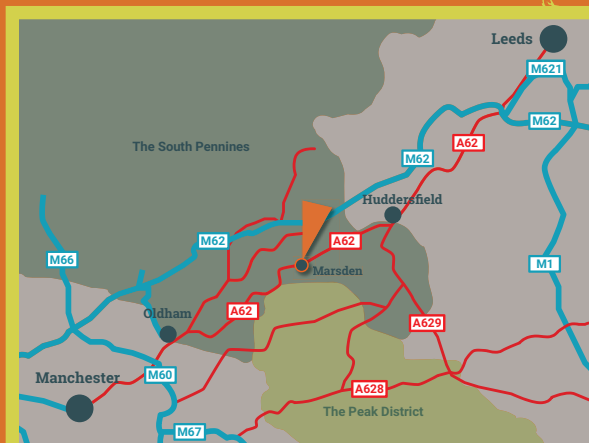 Leeds
M621
M62
A62
The South Pennines
M62
Huddersfield
M62
A62
M66
M1
Marsden
A62
Oldham
A629
Manchester
M60
A628
The Peak District
M67